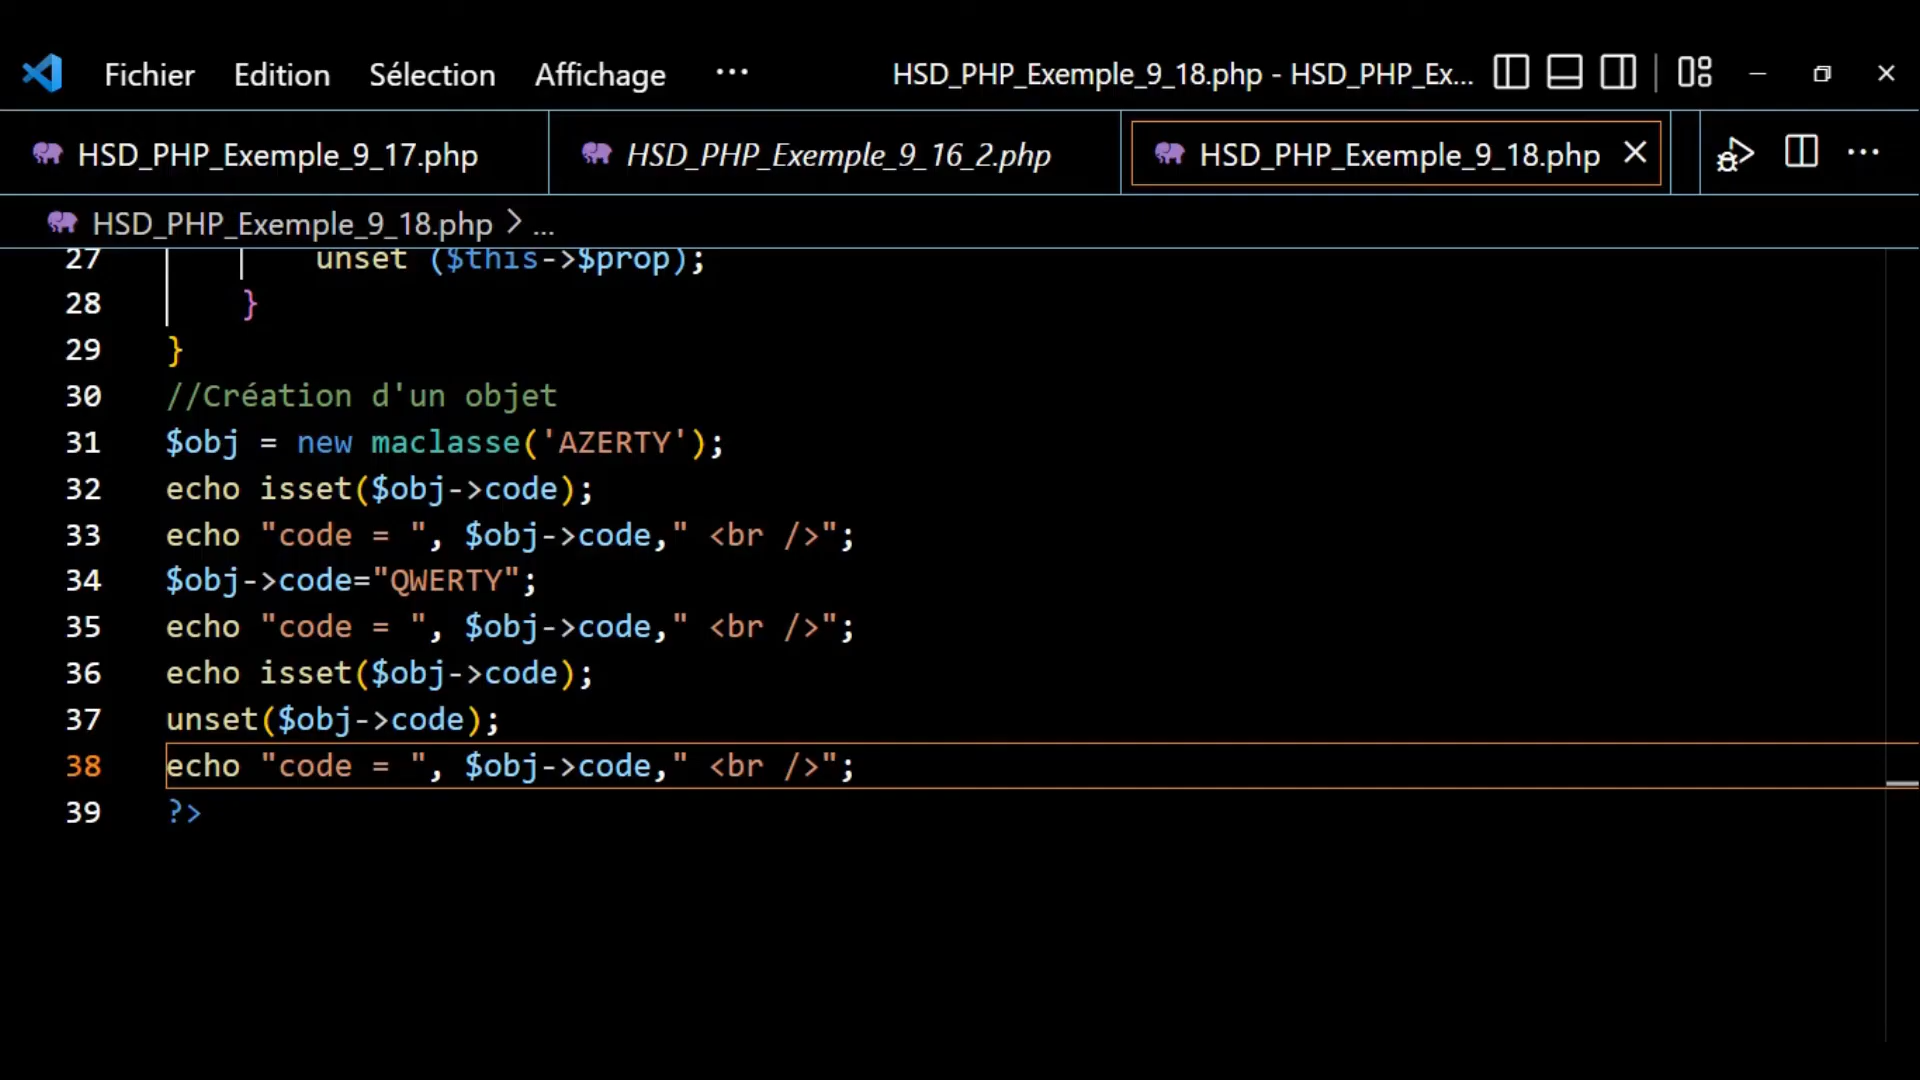 Fichier Edition Sélection Affichage ... HSD_PHP_Exemple_9_18.php - HSD_PHP_Ex...
HSD_PHP_Exemple_9_17.php HSD_PHP_Exemple_9_16_2.php HSD_PHP_Exemple_9_18.php
HSD_PHP_Exemple_9_18.php > ...
27 unset ($this->$prop);
28 }
29 }
30 //Création d'un objet
31 $obj = new maclasse('AZERTY');
32 echo isset($obj->code);
33 echo "code = ", $obj->code," <br />";
34 $obj->code="QWERTY";
35 echo "code = ", $obj->code," <br />";
36 echo isset($obj->code);
37 unset($obj->code);
38 echo "code = ", $obj->code," <br />";
39 ?>